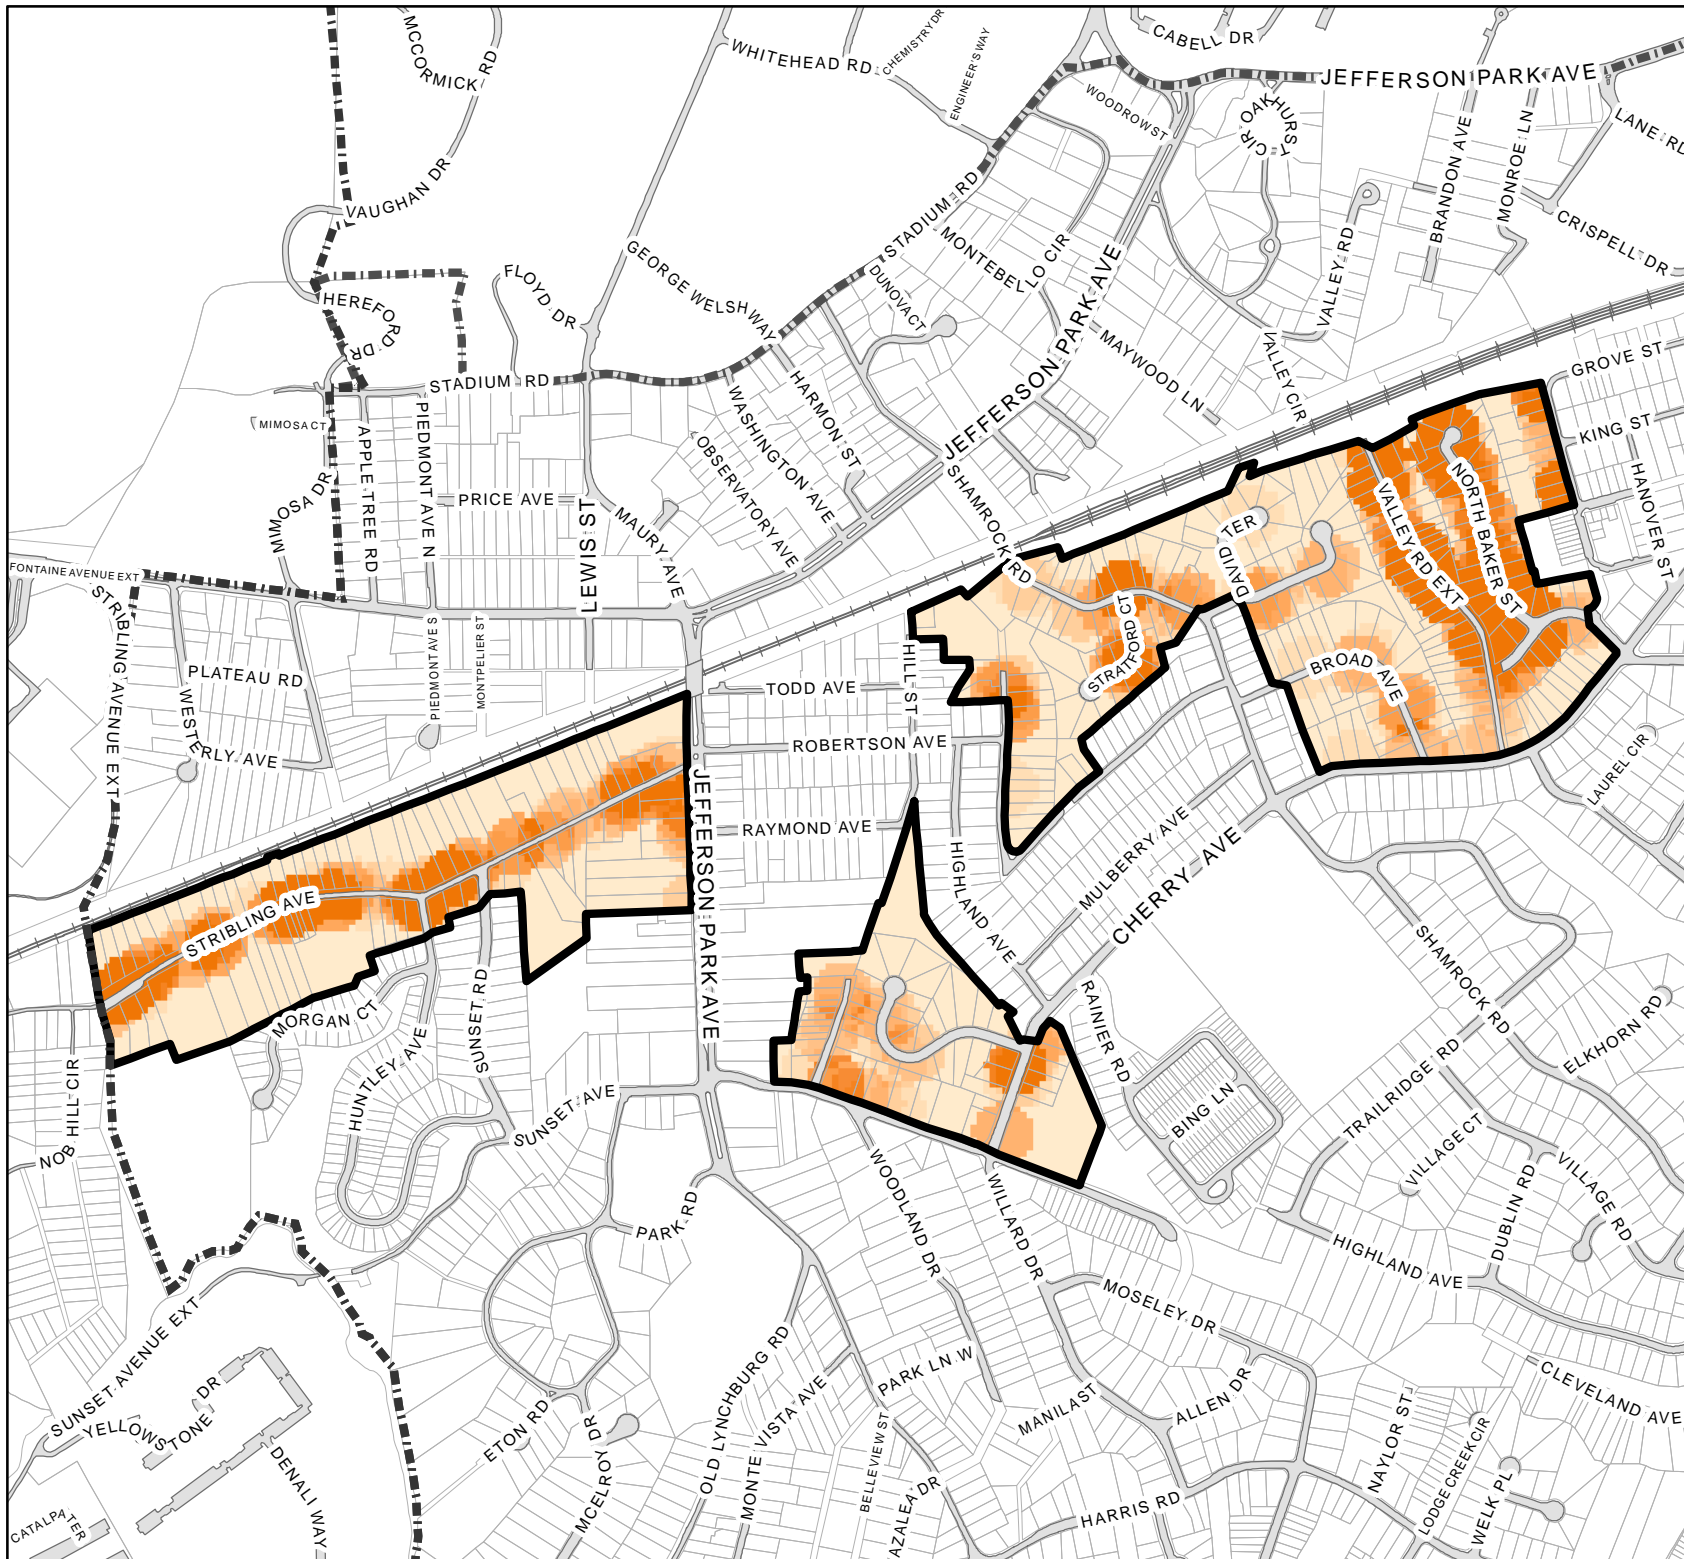 MCCORMICK RD
WHITEHEAD RD
CHEMISTRY DR
ENGINEER'S WAY
CABELL DR
JEFFERSON PARK AVE
WOODROW ST
OAKHURST CIR
BRANDON AVE
MONROE LN
LANE RD
VAUGHAN DR
STADIUM RD
CRISPELL DR
VALLEY RD
MONTEBELLO CIR
GEORGE WELSH WAY
FLOYD DR
DUNOVA CT
HEREFORD DR
MAYWOOD LN
VALLEY CIR
GROVE ST
STADIUM RD
KING ST
MIMOSA CT
PIEDMONT AVE N
APPLE TREE RD
WASHINGTON AVE
HARMON ST
OBSERVATORY AVE
JEFFERSON PARK AVE
SHAMROCK RD
HANOVER ST
MIMOSA DR
PRICE AVE
LEWIS ST
MAURY AVE
DAVID TER
VALLEY RD EXT
NORTH BAKER ST
FONTAINE AVENUE EXT
STRIBLING AVENUE EXT
PLATEAU RD
WESTERLY AVE
PIEDMONT AVE S
MONTPELIER ST
TODD AVE
HILL ST
STRATFORD CT
BROAD AVE
ROBERTSON AVE
LAUREL CIR
JEFFERSON PARK AVE
RAYMOND AVE
HIGHLAND AVE
MULBERRY AVE
CHERRY AVE
STRIBLING AVE
SHAMROCK RD
MORGAN CT
SUNSET RD
HUNTLEY AVE
RAINIER RD
ELKHORN RD
NOB HILL CIR
SUNSET AVE
BING LN
TRAILRIDGE RD
VILLAGE CT
VILLAGE RD
DUBLIN RD
WOODLAND DR
WILLARD DR
PARK RD
HIGHLAND AVE
MOSELEY DR
SUNSET AVENUE EXT
YELLOWSTONE DR
OLD LYNCHBURG RD
PARK LN W
MONTE VISTA AVE
MANILA ST
ALLEN DR
CLEVELAND AVE
ETON RD
MCELROY DR
BELLEVIEW ST
AZALEA DR
NAYLOR ST
LODGE CREEK CIR
WELK PL
HARRIS RD
DENALI WAY
CATALPA TER